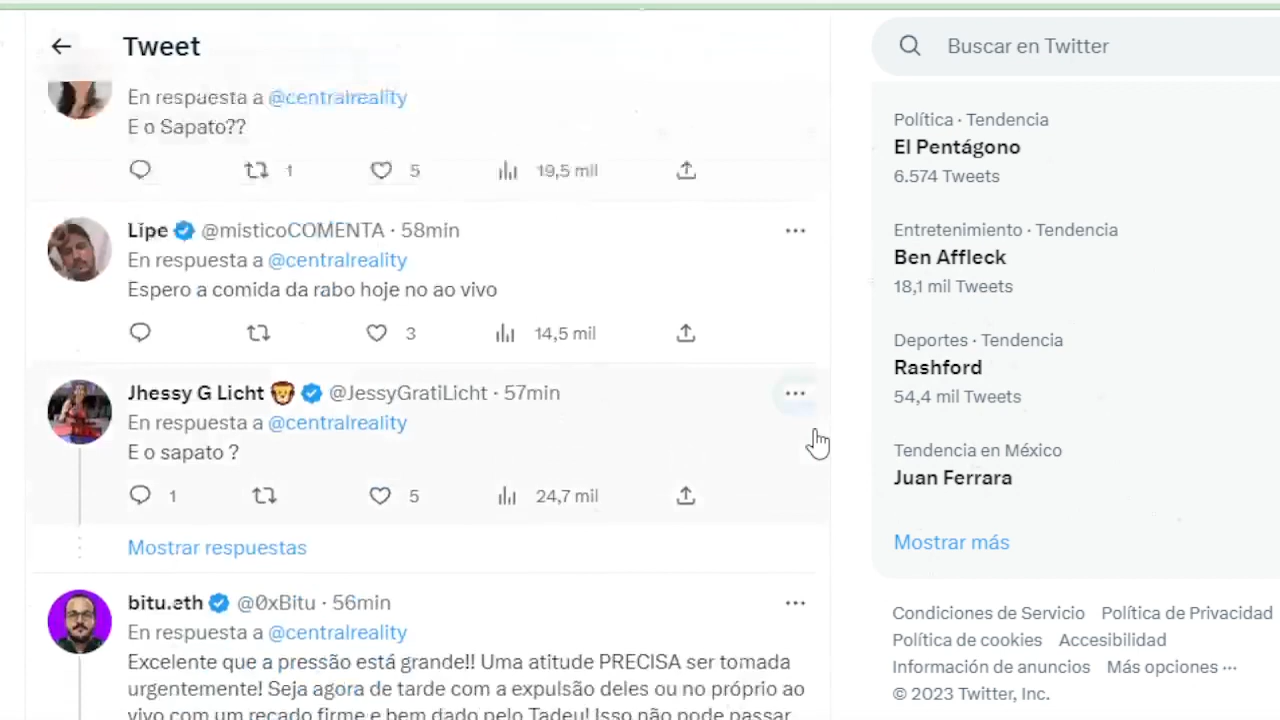 Tweet
En respuesta a @centralreality
E o Sapato??
1 5 19,5 mil
Lipe @misticoCOMENTA · 58min
En respuesta a @centralreality
Espero a comida da rabo hoje no ao vivo
3 14,5 mil
Jhessy G Licht @JessyGratiLicht · 57min
En respuesta a @centralreality
E o sapato ?
1 5 24,7 mil
Mostrar respuestas
bitu.eth @0xBitu · 56min
En respuesta a @centralreality
Excelente que a pressão está grande!! Uma atitude PRECISA ser tomada
urgentemente! Seja agora de tarde com a expulsão deles ou no próprio ao
vivo com um recado firme e bem dado pelo Tadeu! Isso não pode passar
Buscar en Twitter
Política · Tendencia
El Pentágono
6.574 Tweets
Entretenimiento · Tendencia
Ben Affleck
18,1 mil Tweets
Deportes · Tendencia
Rashford
54,4 mil Tweets
Tendencia en México
Juan Ferrara
Mostrar más
Condiciones de Servicio Política de Privacidad
Política de cookies Accesibilidad
Información de anuncios Más opciones ···
© 2023 Twitter, Inc.